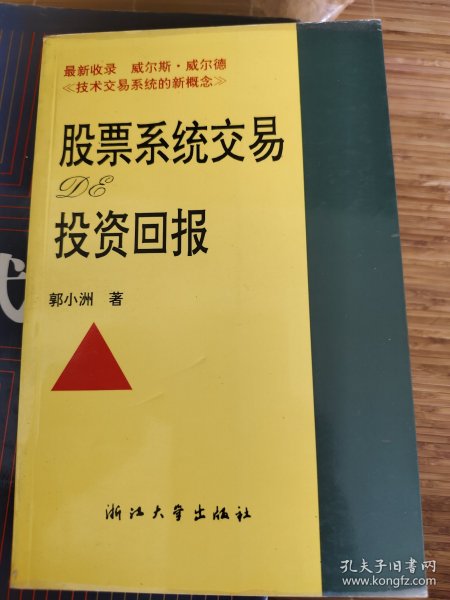 最新收录 威尔斯·威尔德
《技术交易系统的新概念》
股票系统交易
DE
投资回报
郭小洲 著
浙江大学出版社
孔夫子旧书网
www.kongfz.com